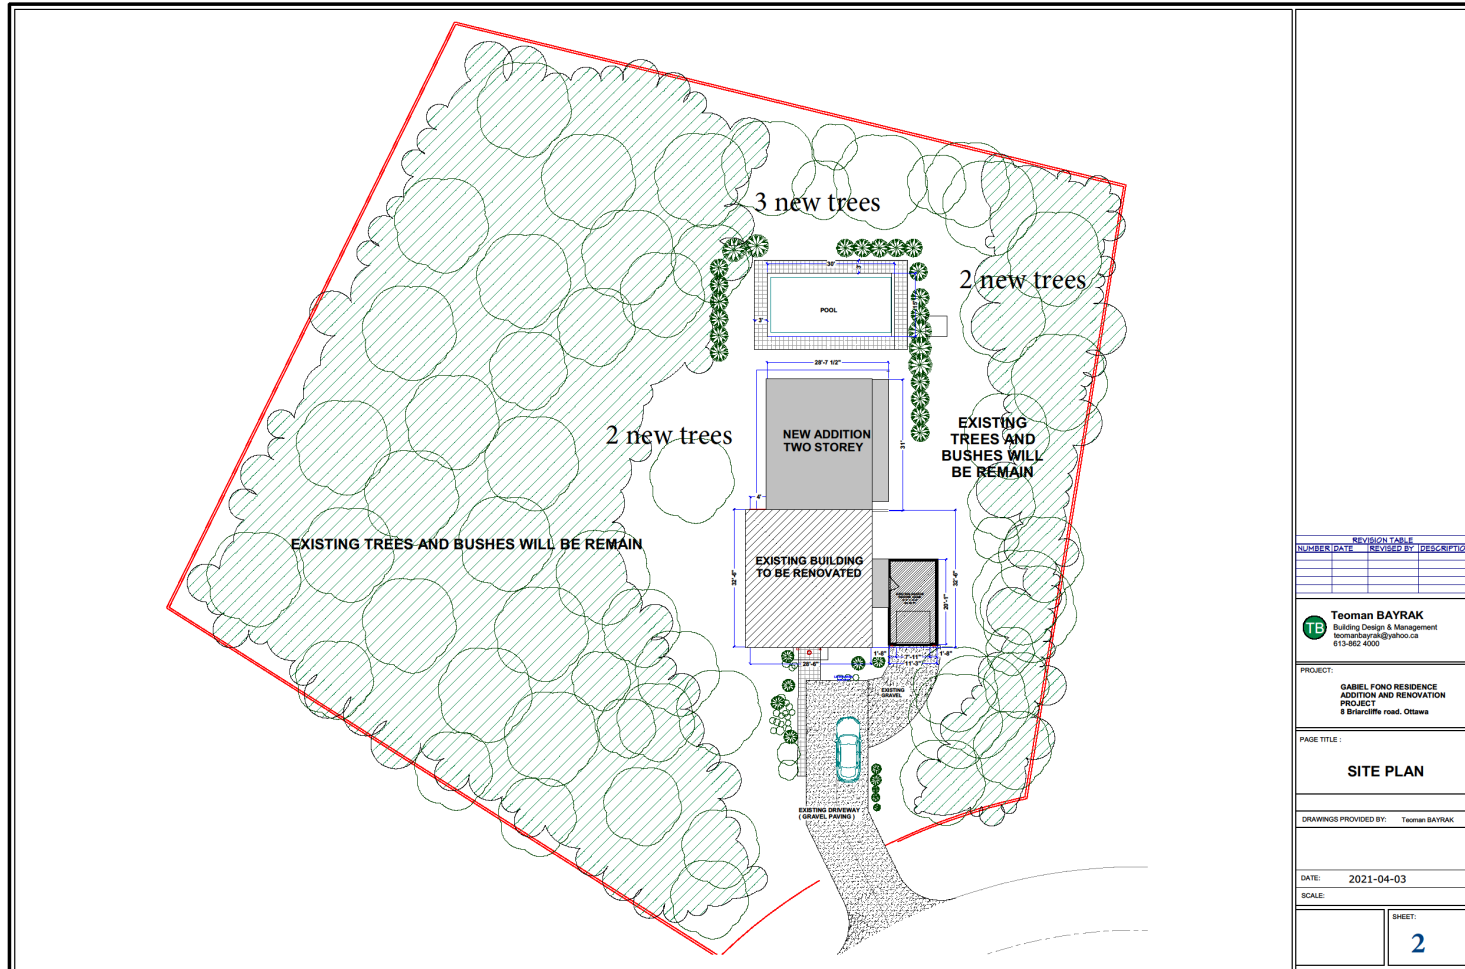 3 new trees
30'
3'
2 new trees
15'
POOL
3'
28'-7 1/2"
2 new trees
NEW ADDITION
TWO STOREY
31'
EXISTING
TREES AND
BUSHES WILL
BE REMAIN
4'
EXISTING TREES AND BUSHES WILL BE REMAIN
EXISTING BUILDING
TO BE RENOVATED
32'-6"
32'-6"
20'-1"
1'-6"
7'-11"
1'-8"
28'-6"
11'-3"
EXISTING
GRAVEL
EXISTING DRIVEWAY
( GRAVEL PAVING )
REVISION TABLE
NUMBER DATE REVISED BY DESCRIPTIO
TB
Teoman BAYRAK
Building Design & Management
teomanbayrak@yahoo.ca
613-862 4000
PROJECT:
GABIEL FONO RESIDENCE
ADDITION AND RENOVATION
PROJECT
8 Briarcliffe road. Ottawa
PAGE TITLE :
SITE PLAN
DRAWINGS PROVIDED BY: Teoman BAYRAK
DATE: 2021-04-03
SCALE:
SHEET:
2